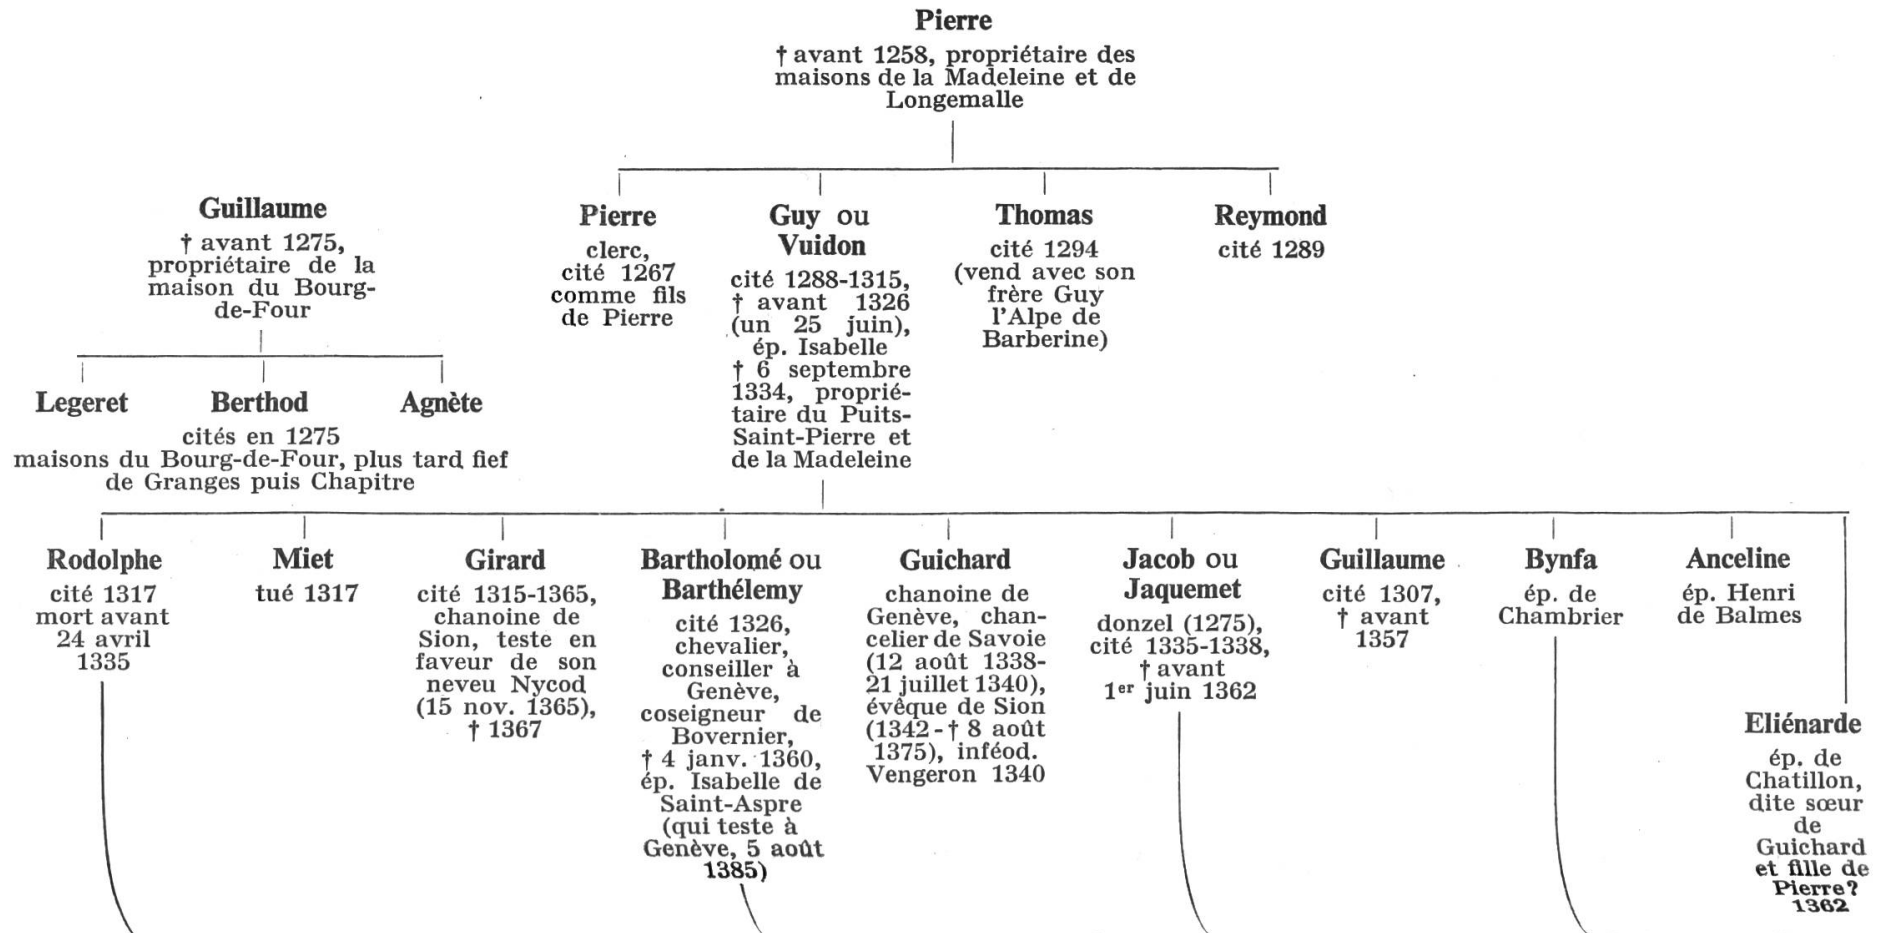 Pierre
† avant 1258, propriétaire des
maisons de la Madeleine et de
Longemalle
Guillaume
† avant 1275,
propriétaire de la
maison du Bourg-
de-Four
Pierre
clerc,
cité 1267
comme fils
de Pierre
Guy ou
Vuidon
cité 1288-1315,
† avant 1326
(un 25 juin),
ép. Isabelle
† 6 septembre
1334, proprié-
taire du Puits-
Saint-Pierre et
de la Madeleine
Thomas
cité 1294
(vend avec son
frère Guy
l'Alpe de
Barberine)
Reymond
cité 1289
Legeret
Berthod
Agnète
cités en 1275
maisons du Bourg-de-Four, plus tard fief
de Granges puis Chapitre
Rodolphe
cité 1317
mort avant
24 avril
1335
Miet
tué 1317
Girard
cité 1315-1365,
chanoine de
Sion, teste en
faveur de son
neveu Nycod
(15 nov. 1365),
† 1367
Bartholomé ou
Barthélemy
cité 1326,
chevalier,
conseiller à
Genève,
coseigneur de
Bovernier,
† 4 janv. 1360,
ép. Isabelle de
Saint-Aspre
(qui teste à
Genève, 5 août
1385)
Guichard
chanoine de
Genève, chan-
celier de Savoie
(12 août 1338-
21 juillet 1340),
évêque de Sion
(1342-† 8 août
1375), inféod.
Vengeron 1340
Jacob ou
Jaquemet
donzel (1275),
cité 1335-1338,
† avant
1er juin 1362
Guillaume
cité 1307,
† avant
1357
Bynfa
ép. de
Chambrier
Anceline
ép. Henri
de Balmes
Eliénarde
ép. de
Chatillon,
dite sœur
de
Guichard
et fille de
Pierre?
1362